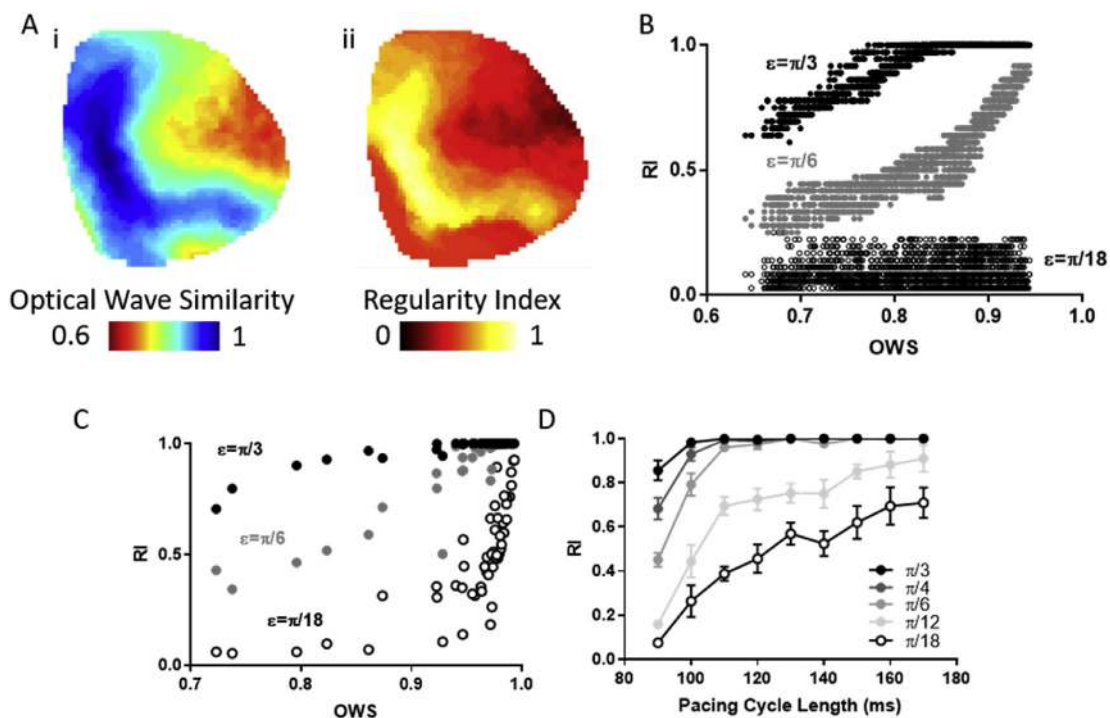 A
i
ii
Optical Wave Similarity
0.6 1
Regularity Index
0 1
B
1.0
0.5
0.0
RI
ε=π/3
ε=π/6
ε=π/18
0.6 0.7 0.8 0.9 1.0
OWS
C
1.0
0.5
0.0
RI
ε=π/3
ε=π/6
ε=π/18
0.7 0.8 0.9 1.0
OWS
D
1.0
0.8
0.6
0.4
0.2
0.0
RI
π/3
π/4
π/6
π/12
π/18
80 100 120 140 160 180
Pacing Cycle Length (ms)